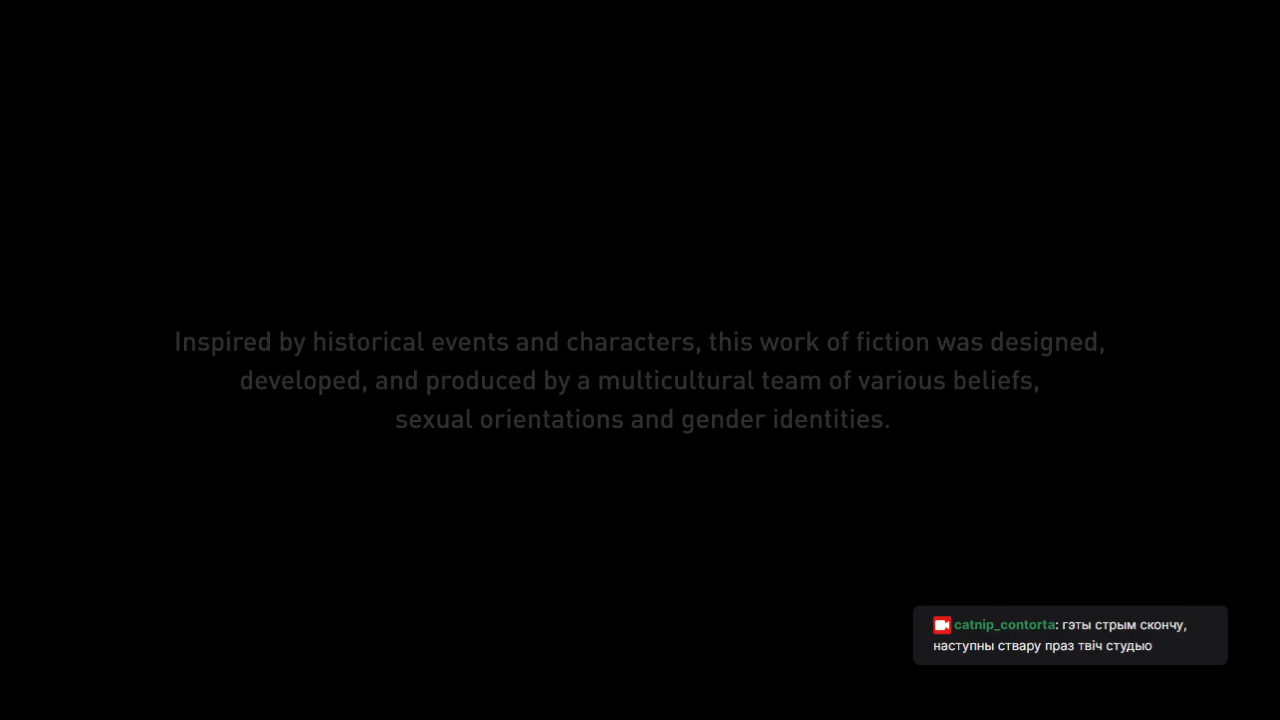 Inspired by historical events and characters, this work of fiction was designed,
developed, and produced by a multicultural team of various beliefs,
sexual orientations and gender identities.
catnip_contorta: гэты стрым скончу,
наступны ствару праз твіч студыю